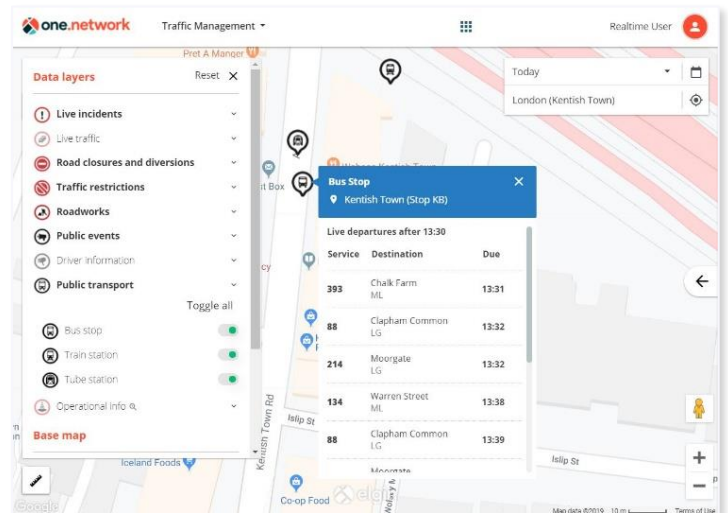 one.network
Traffic Management
Realtime User
Pret A Manger
Data layers
Reset
Live incidents
Live traffic
Road closures and diversions
Traffic restrictions
Roadworks
Public events
Driver Information
Public transport
Toggle all
Bus stop
Train station
Tube station
Operational info
Base map
Today
London (Kentish Town)
Kentish Town
Bus Stop
Kentish Town (Stop KB)
Live departures after 13:30
Service Destination Due
393 Chalk Farm 13:31
ML
88 Clapham Common 13:32
LG
214 Moorgate 13:32
LG
134 Warren Street 13:38
ML
88 Clapham Common 13:39
LG
Moorgate
Kentish Town Rd
Islip St
Islip St
Iceland Foods
Co-op Food
Google
Map data ©2019
10 m
Terms of Use